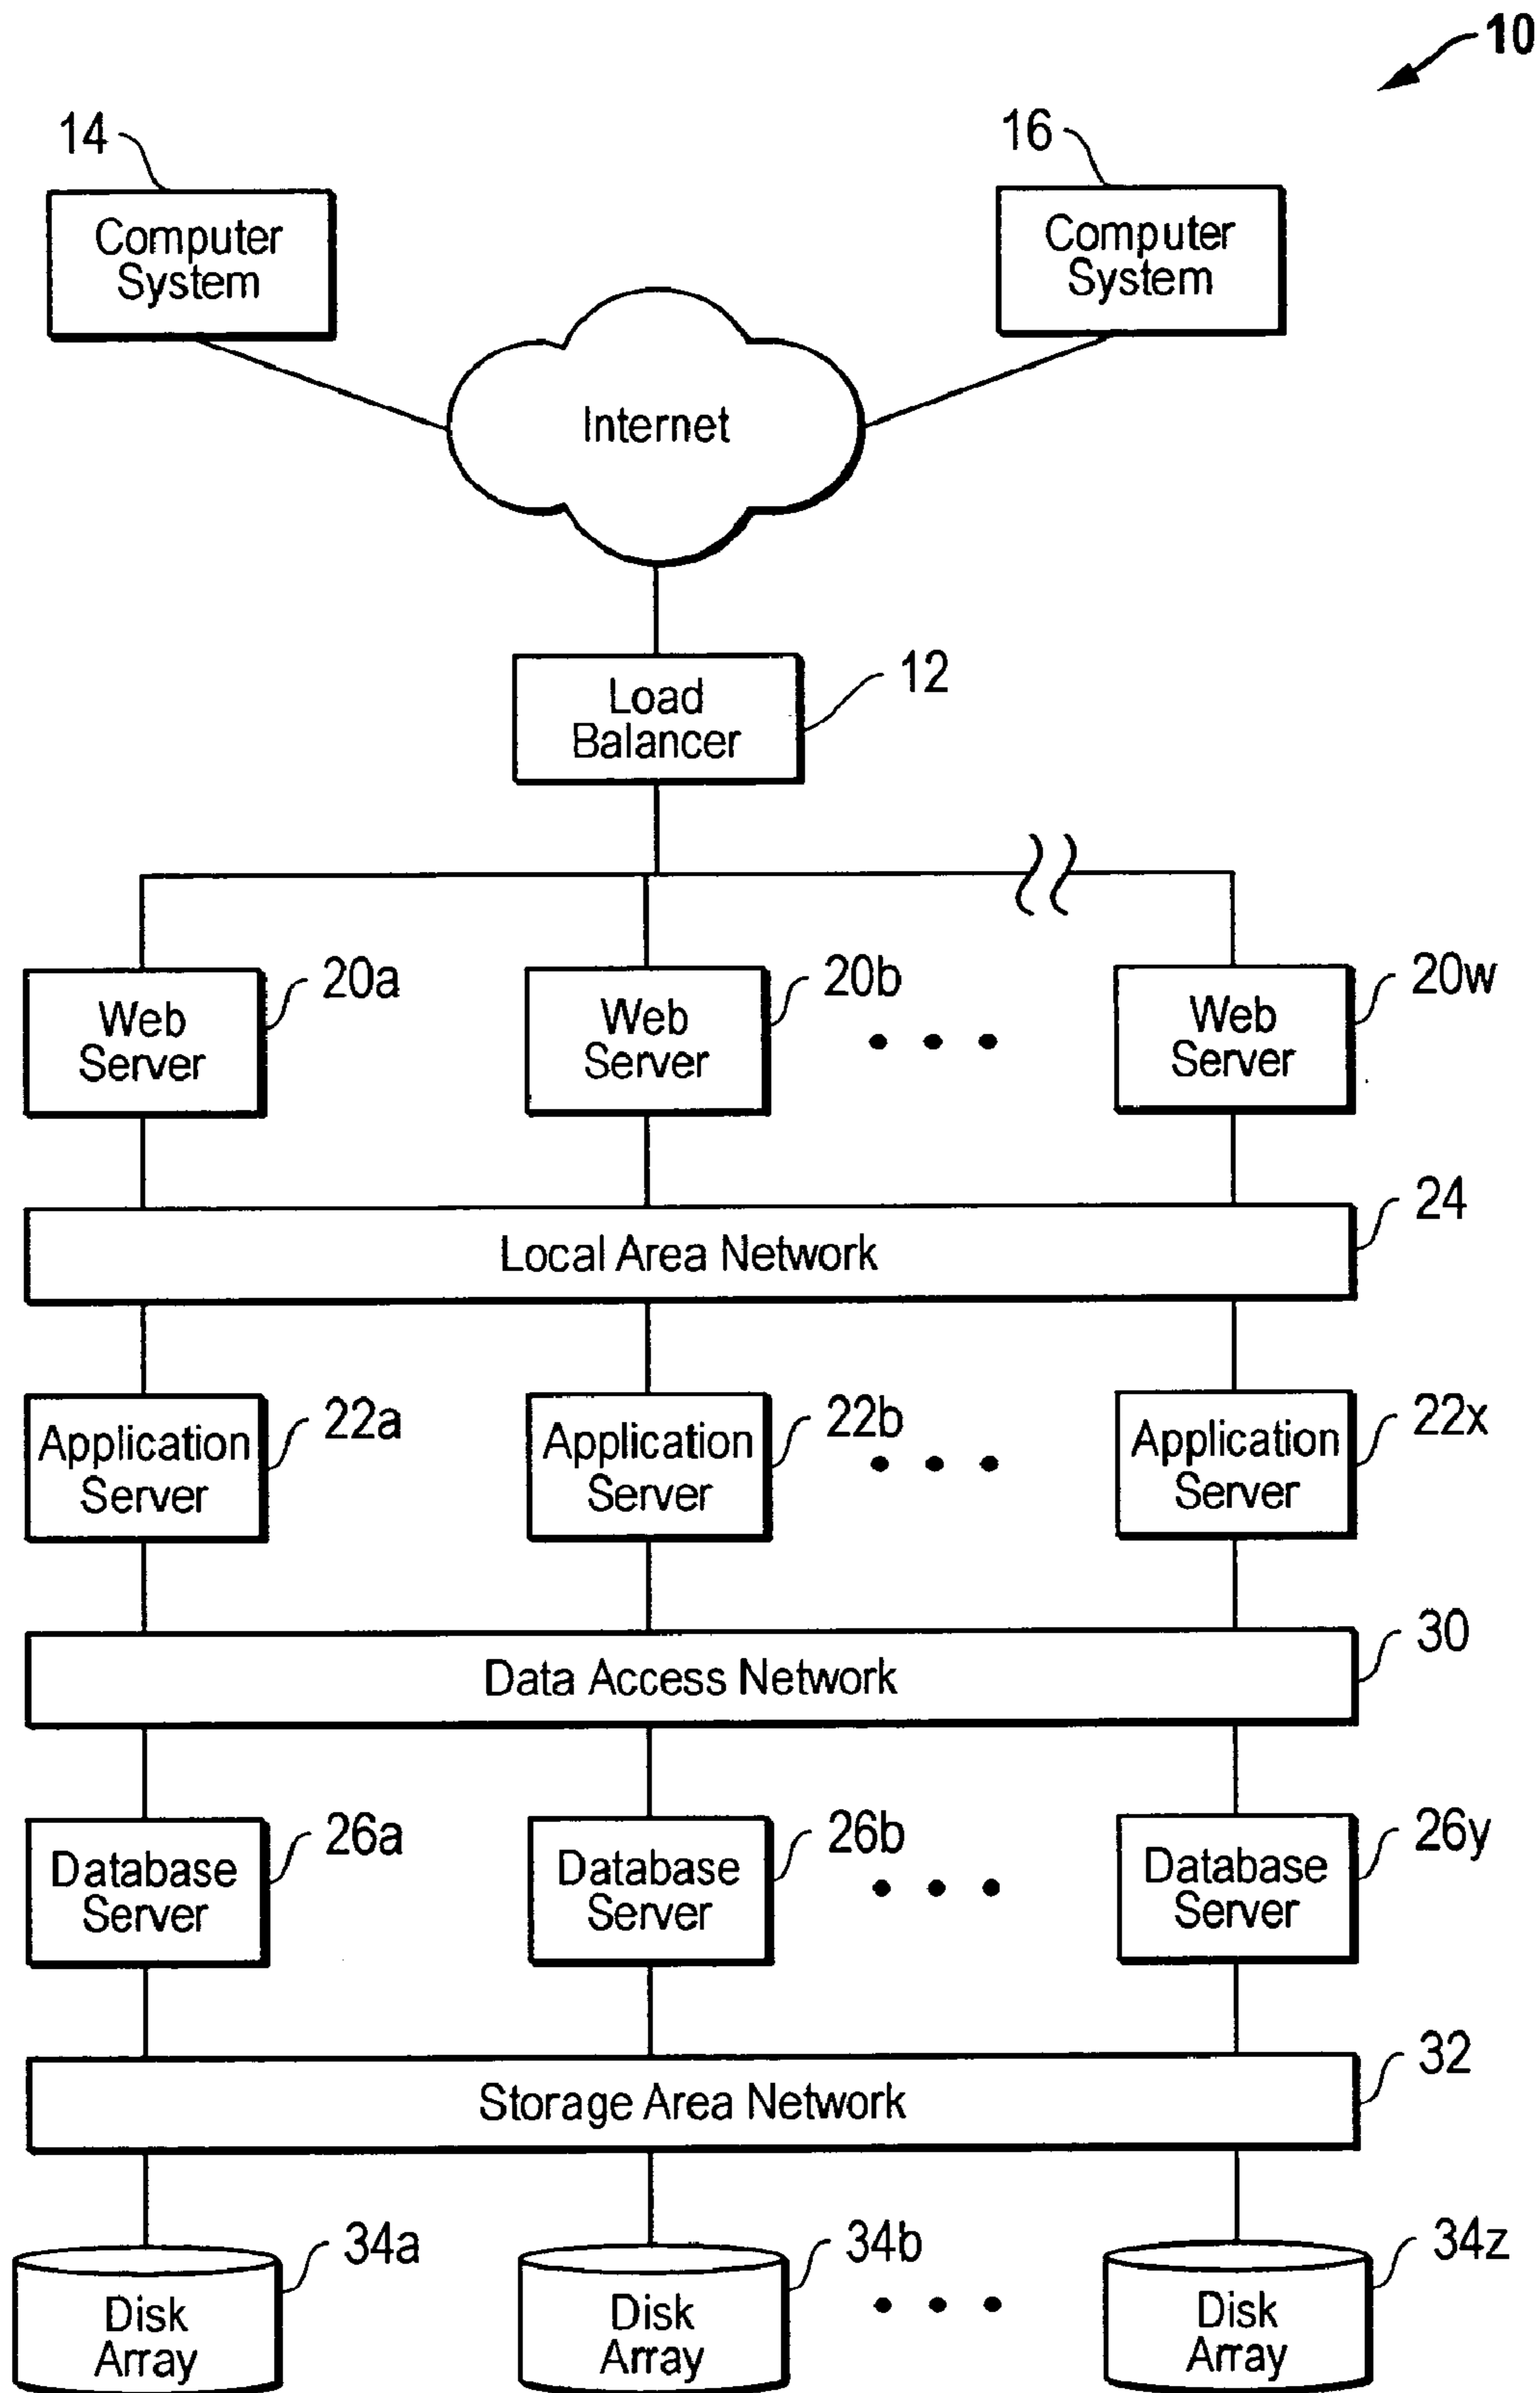 10
14
16
Computer
System
Computer
System
Internet
Load
Balancer
12
20a
20b
20w
Web
Server
Web
Server
Web
Server
24
Local Area Network
22a
22b
22x
Application
Server
Application
Server
Application
Server
30
Data Access Network
26a
26b
26y
Database
Server
Database
Server
Database
Server
32
Storage Area Network
34a
34b
34z
Disk
Array
Disk
Array
Disk
Array